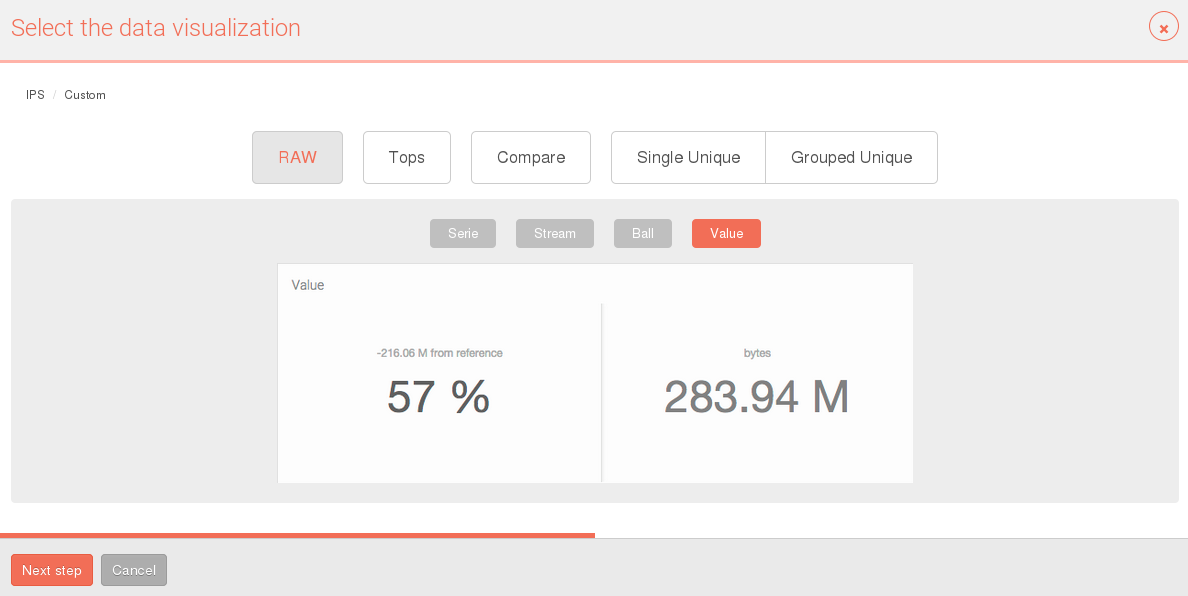 Select the data visualization
IPS / Custom
RAW Tops Compare Single Unique Grouped Unique
Serie Stream Ball Value
Value
-216.06 M from reference bytes
57 % 283.94 M
Next step Cancel